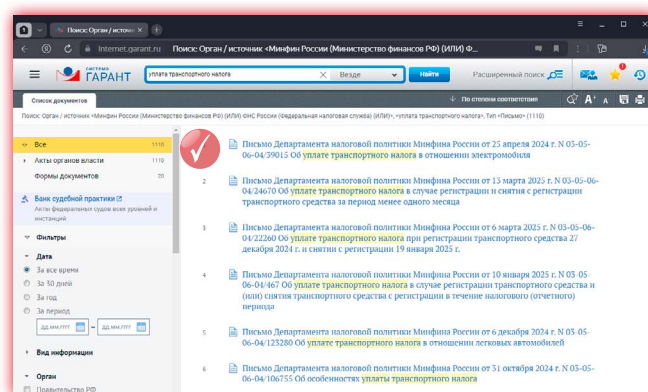 Поиск: Орган / источн
Internet.garant.ru Поиск: Орган / источник «Минфин России (Министерство финансов РФ) (ИЛИ) Ф...
СИСТЕМА
ГАРАНТ
уплата транспортного налога
Везде
Найти
Расширенный поиск
Список документов
По степени соответствия
Поиск: Орган / источник «Минфин России (Министерство финансов РФ) (ИЛИ) ФНС России (Федеральная налоговая служба) (ИЛИ)», «уплата транспортного налога», Тип «Письмо» (1110)
Все 1110
Акты органов власти 1110
Формы документов 20
Банк судебной практики
Акты федеральных судов всех уровней и
инстанций
Фильтры
Дата
За все время
За 30 дней
За год
За период
дд.мм.гггг – дд.мм.гггг
Вид информации
Орган
Правительство РФ
Письмо Департамента налоговой политики Минфина России от 25 апреля 2024 г. N 03-05-
06-04/39015 Об уплате транспортного налога в отношении электромобиля
2 Письмо Департамента налоговой политики Минфина России от 13 марта 2025 г. N 03-05-06-
04/24670 Об уплате транспортного налога в случае регистрации и снятия с регистрации
транспортного средства за период менее одного месяца
3 Письмо Департамента налоговой политики Минфина России от 6 марта 2025 г. N 03-05-06-
04/22260 Об уплате транспортного налога при регистрации транспортного средства 27
декабря 2024 г. и снятии с регистрации 19 января 2025 г.
4 Письмо Департамента налоговой политики Минфина России от 10 января 2025 г. N 03-05-
06-04/467 Об уплате транспортного налога в случае регистрации транспортного средства и
(или) снятия транспортного средства с регистрации в течение налогового (отчетного)
периода
5 Письмо Департамента налоговой политики Минфина России от 6 декабря 2024 г. N 03-05-
06-04/123280 Об уплате транспортного налога в отношении легковых автомобилей
6 Письмо Департамента налоговой политики Минфина России от 31 октября 2024 г. N 03-05-
06-04/106755 Об особенностях уплаты транспортного налога